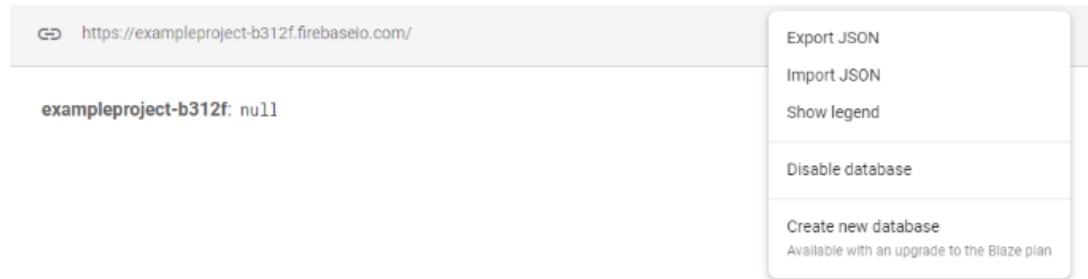 https://exampleproject-b312f.firebaseio.com/
exampleproject-b312f: null
Export JSON
Import JSON
Show legend
Disable database
Create new database
Available with an upgrade to the Blaze plan